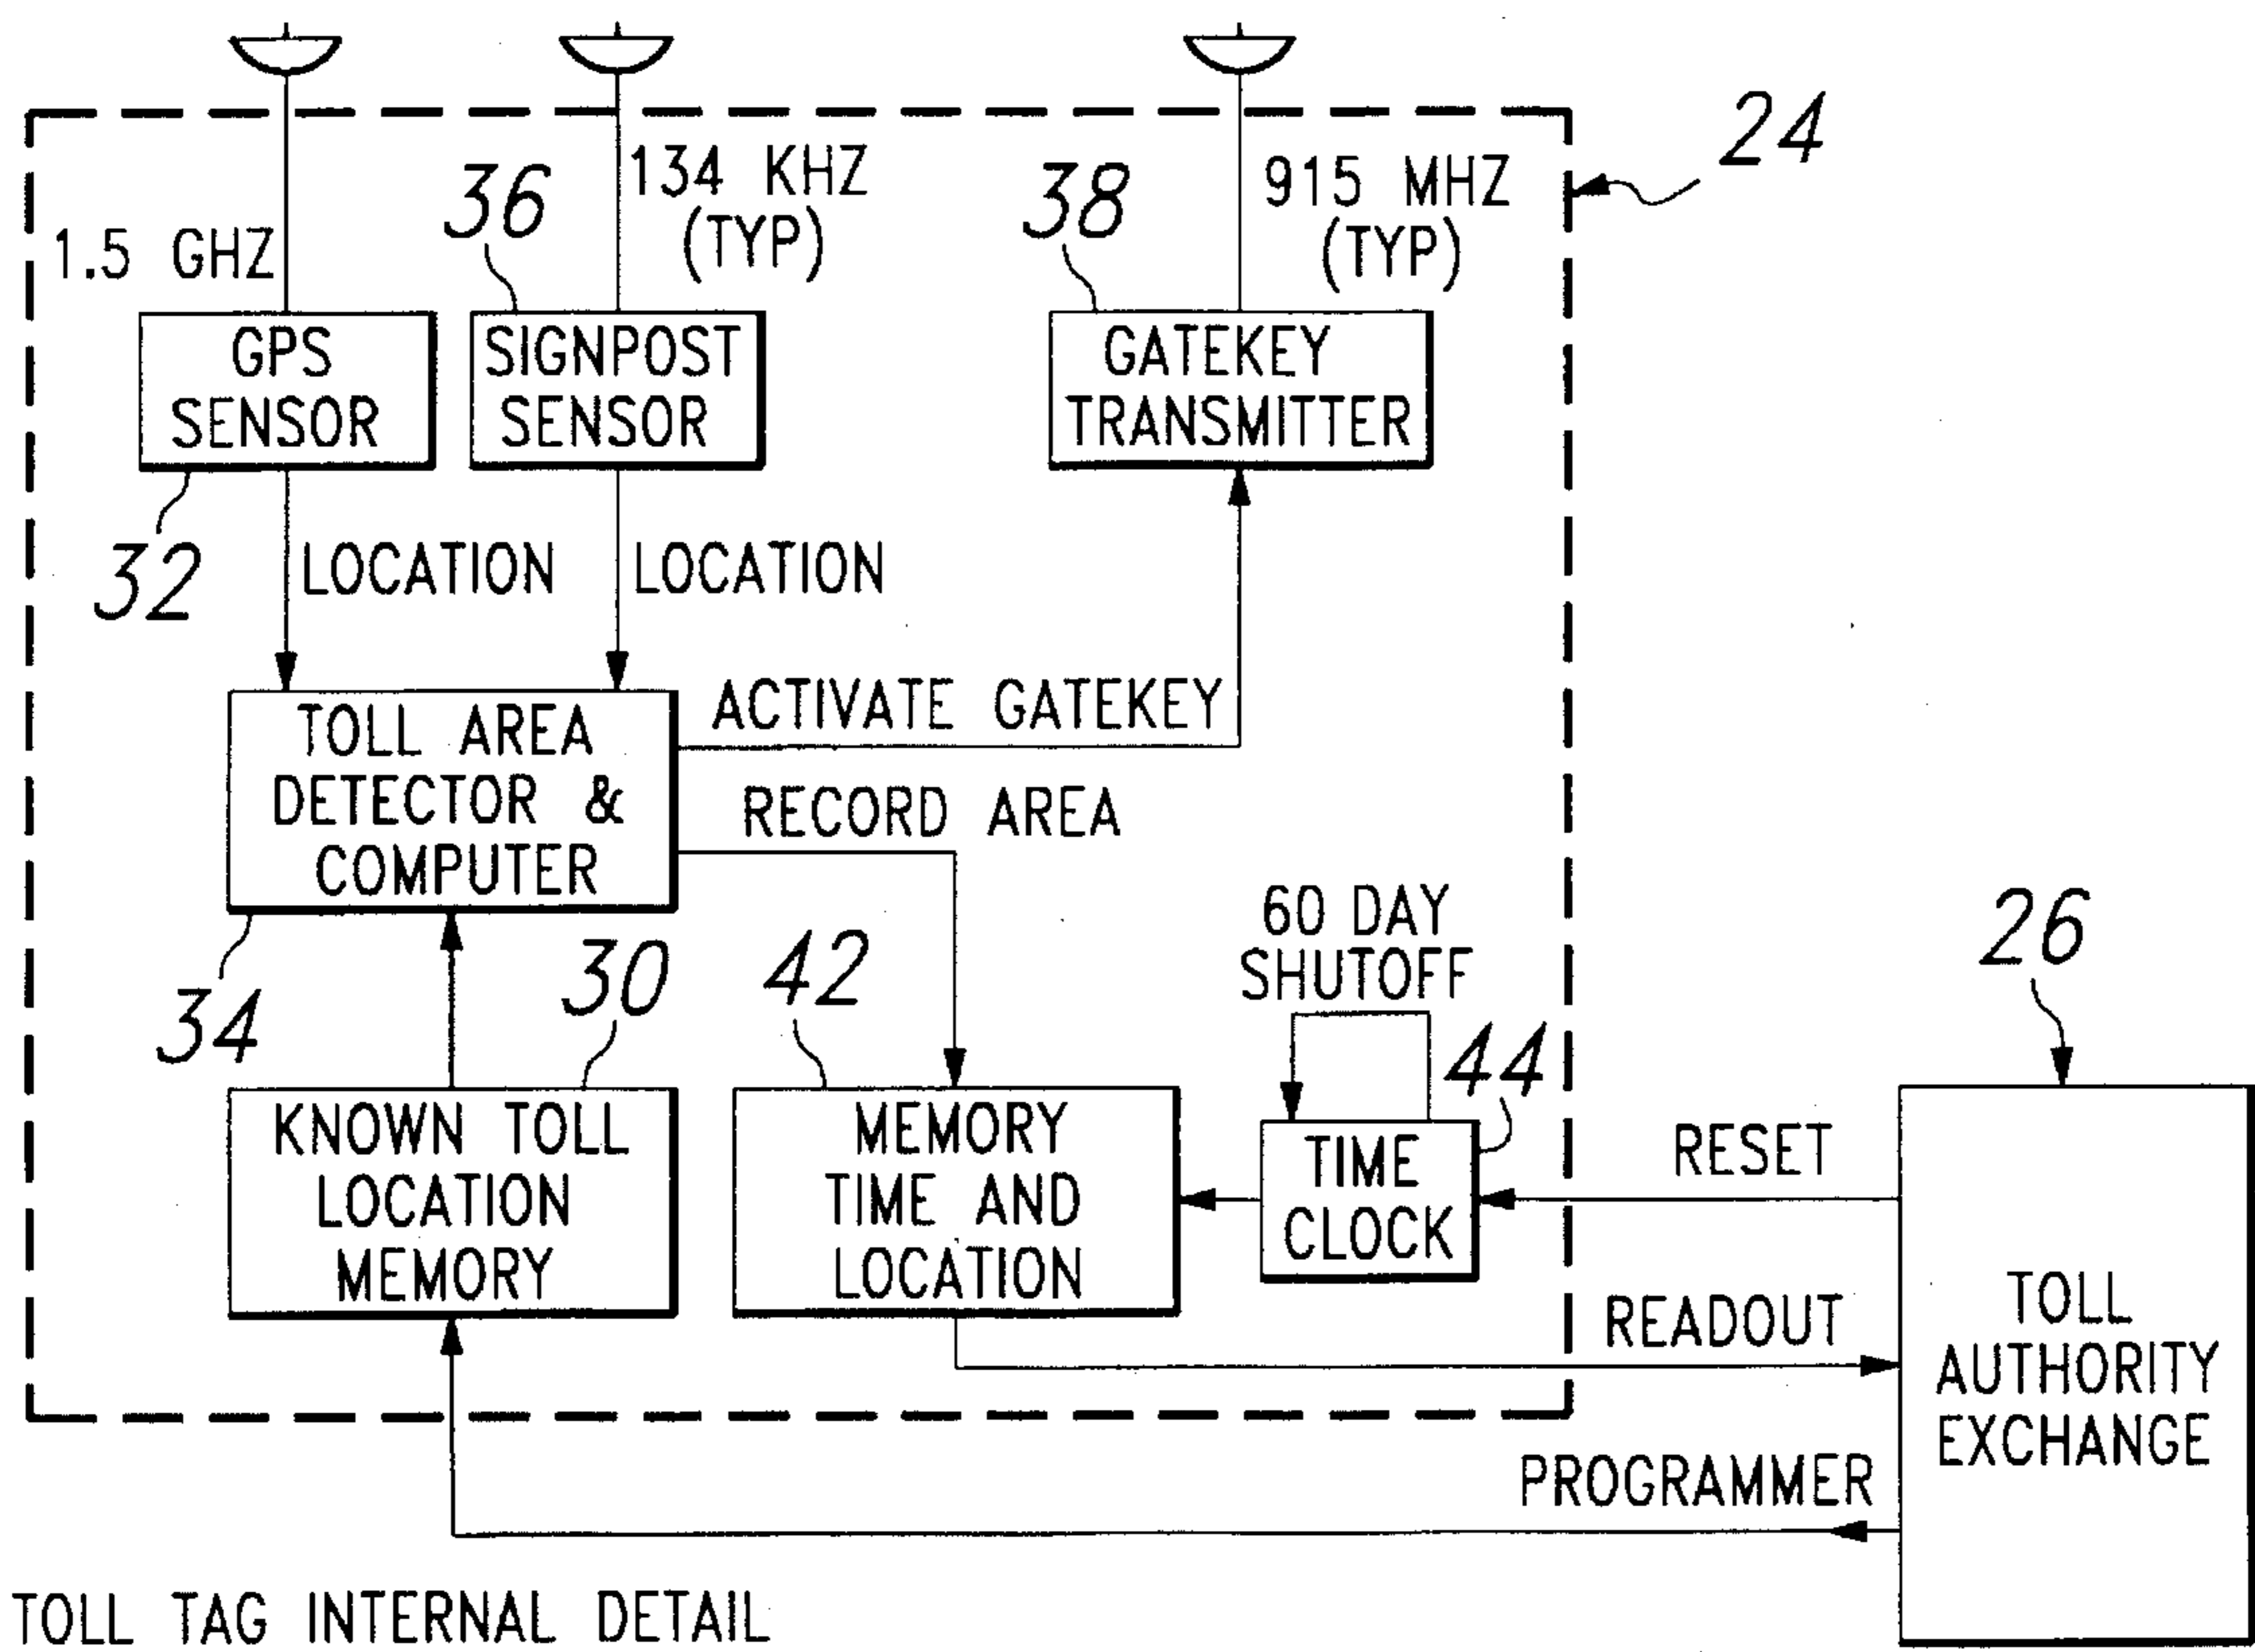 24
134 KHZ
(TYP)
915 MHZ
(TYP)
36
38
1.5 GHZ
GPS
SENSOR
SIGNPOST
SENSOR
GATEKEY
TRANSMITTER
32
LOCATION
LOCATION
TOLL AREA
DETECTOR &
COMPUTER
ACTIVATE GATEKEY
RECORD AREA
34
30
42
60 DAY
SHUTOFF
44
26
KNOWN TOLL
LOCATION
MEMORY
MEMORY
TIME AND
LOCATION
TIME
CLOCK
RESET
READOUT
TOLL
AUTHORITY
EXCHANGE
PROGRAMMER
TOLL TAG INTERNAL DETAIL